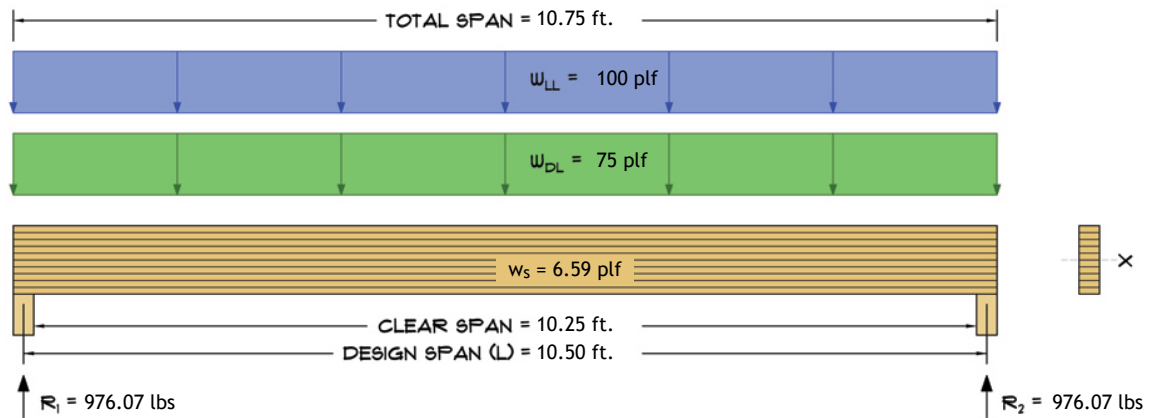 TOTAL SPAN = 10.75 ft.
WLL = 100 plf
WDL = 75 plf
ws = 6.59 plf
X
CLEAR SPAN = 10.25 ft.
DESIGN SPAN (L) = 10.50 ft.
R1 = 976.07 lbs
R2 = 976.07 lbs